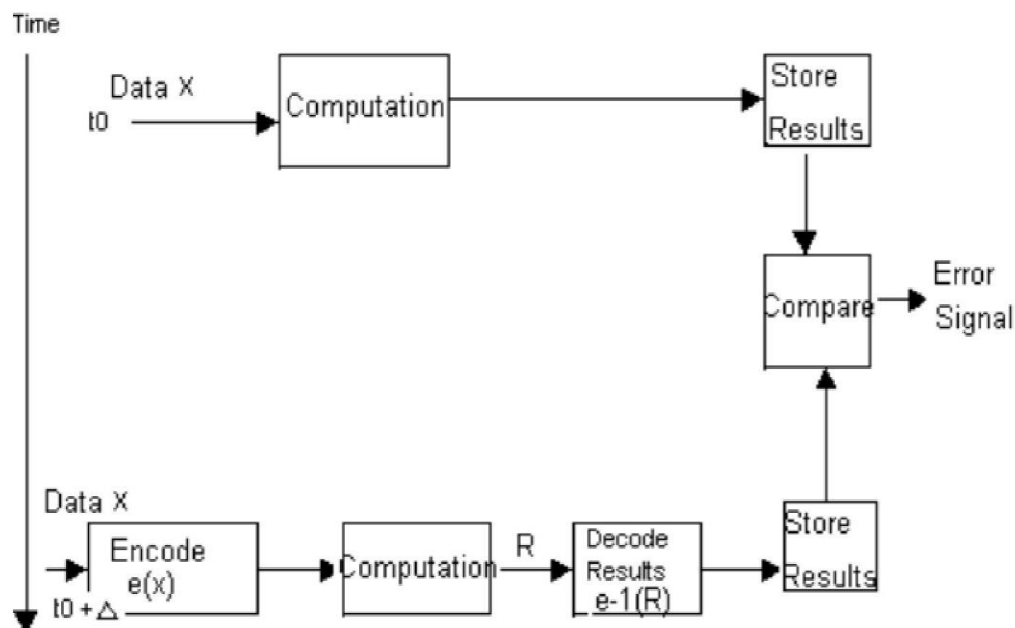 Time
Data X
t0
Computation
Store
Results
Compare
Error
Signal
Data X
Encode
e(x)
t0 + △
Computation
R
Decode
Results
e-1(R)
Store
Results